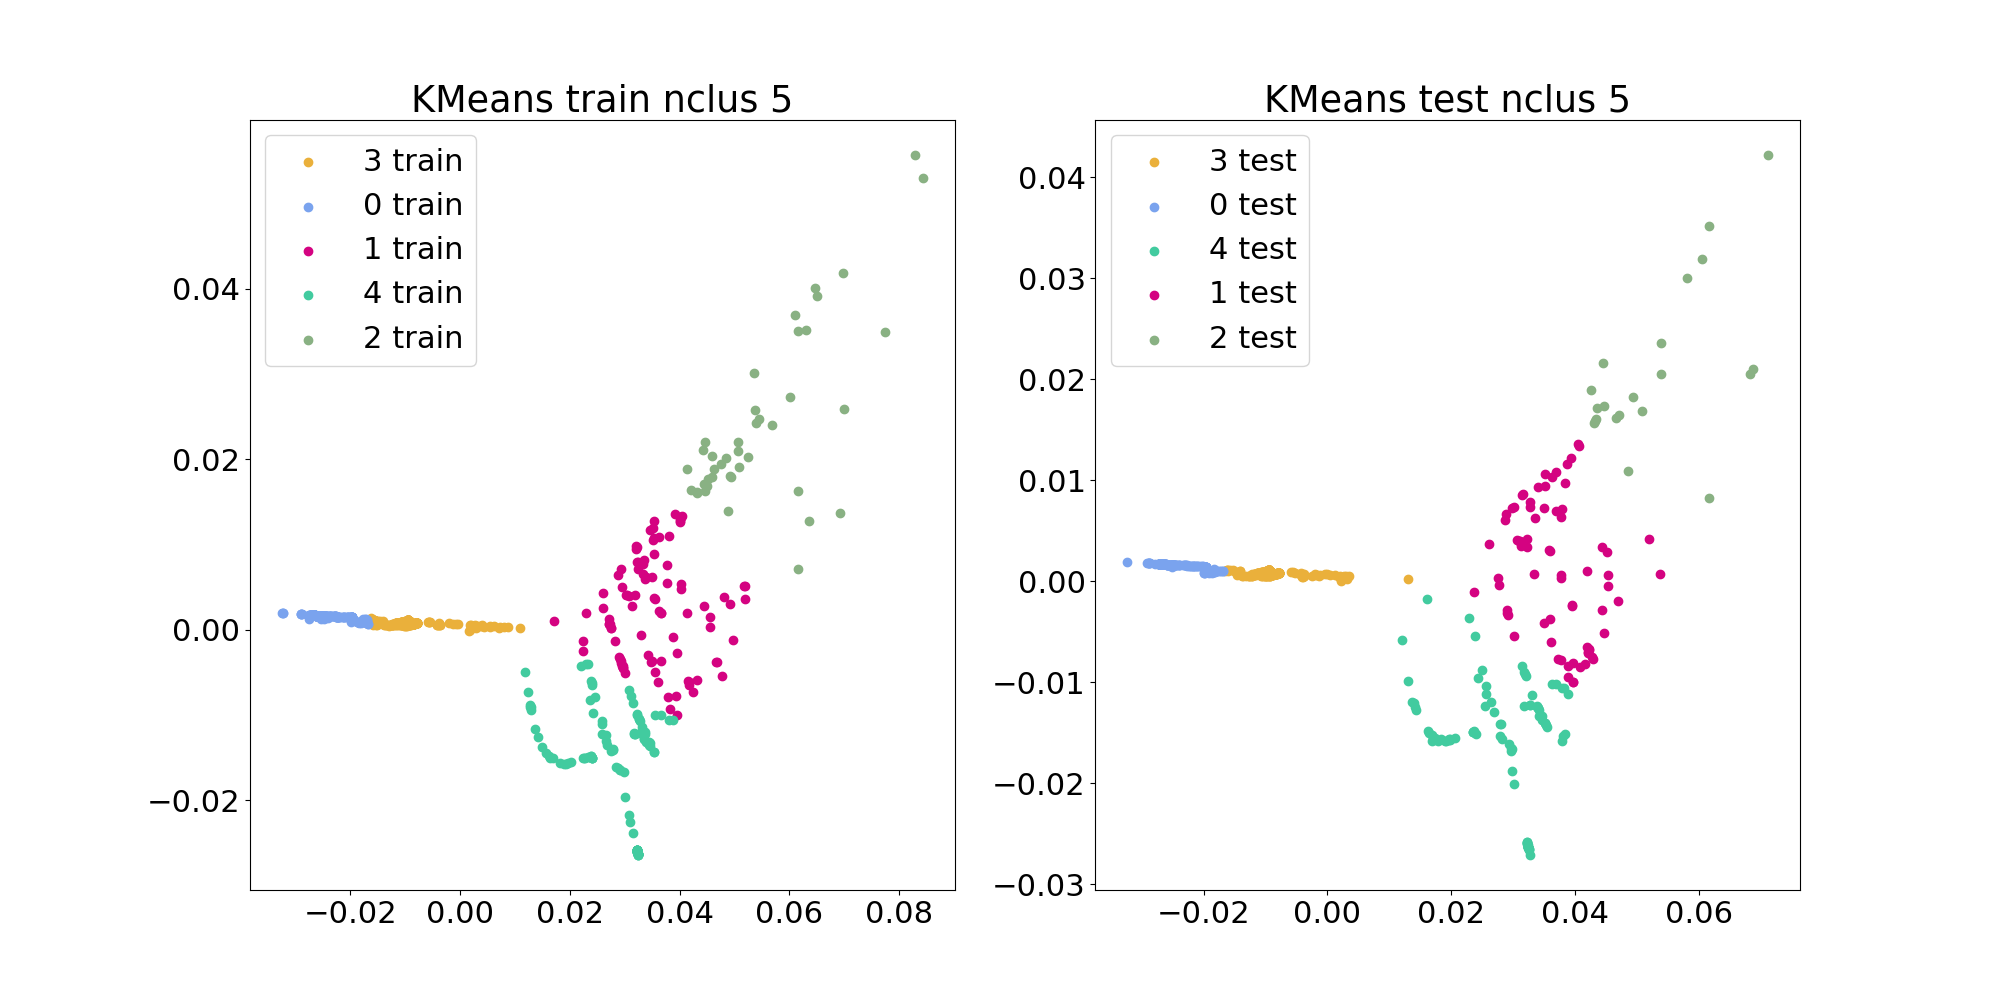 KMeans train nclus 5
3 train
0 train
1 train
4 train
2 train
0.04
0.02
0.00
−0.02
−0.02 0.00 0.02 0.04 0.06 0.08
KMeans test nclus 5
3 test
0 test
4 test
1 test
2 test
0.04
0.03
0.02
0.01
0.00
−0.01
−0.02
−0.03
−0.02 0.00 0.02 0.04 0.06